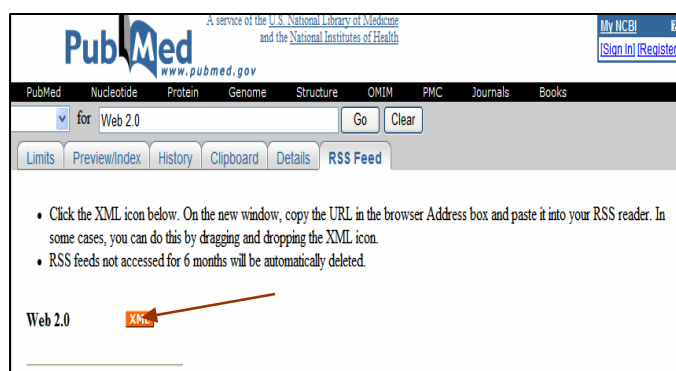 A service of the U.S. National Library of Medicine
and the National Institutes of Health
My NCBI
[Sign In] [Register
PubMed
www.pubmed.gov
PubMed Nucleotide Protein Genome Structure OMIM PMC Journals Books
for Web 2.0 Go Clear
Limits Preview/Index History Clipboard Details RSS Feed
• Click the XML icon below. On the new window, copy the URL in the browser Address box and paste it into your RSS reader. In
some cases, you can do this by dragging and dropping the XML icon.
• RSS feeds not accessed for 6 months will be automatically deleted.
Web 2.0 XML